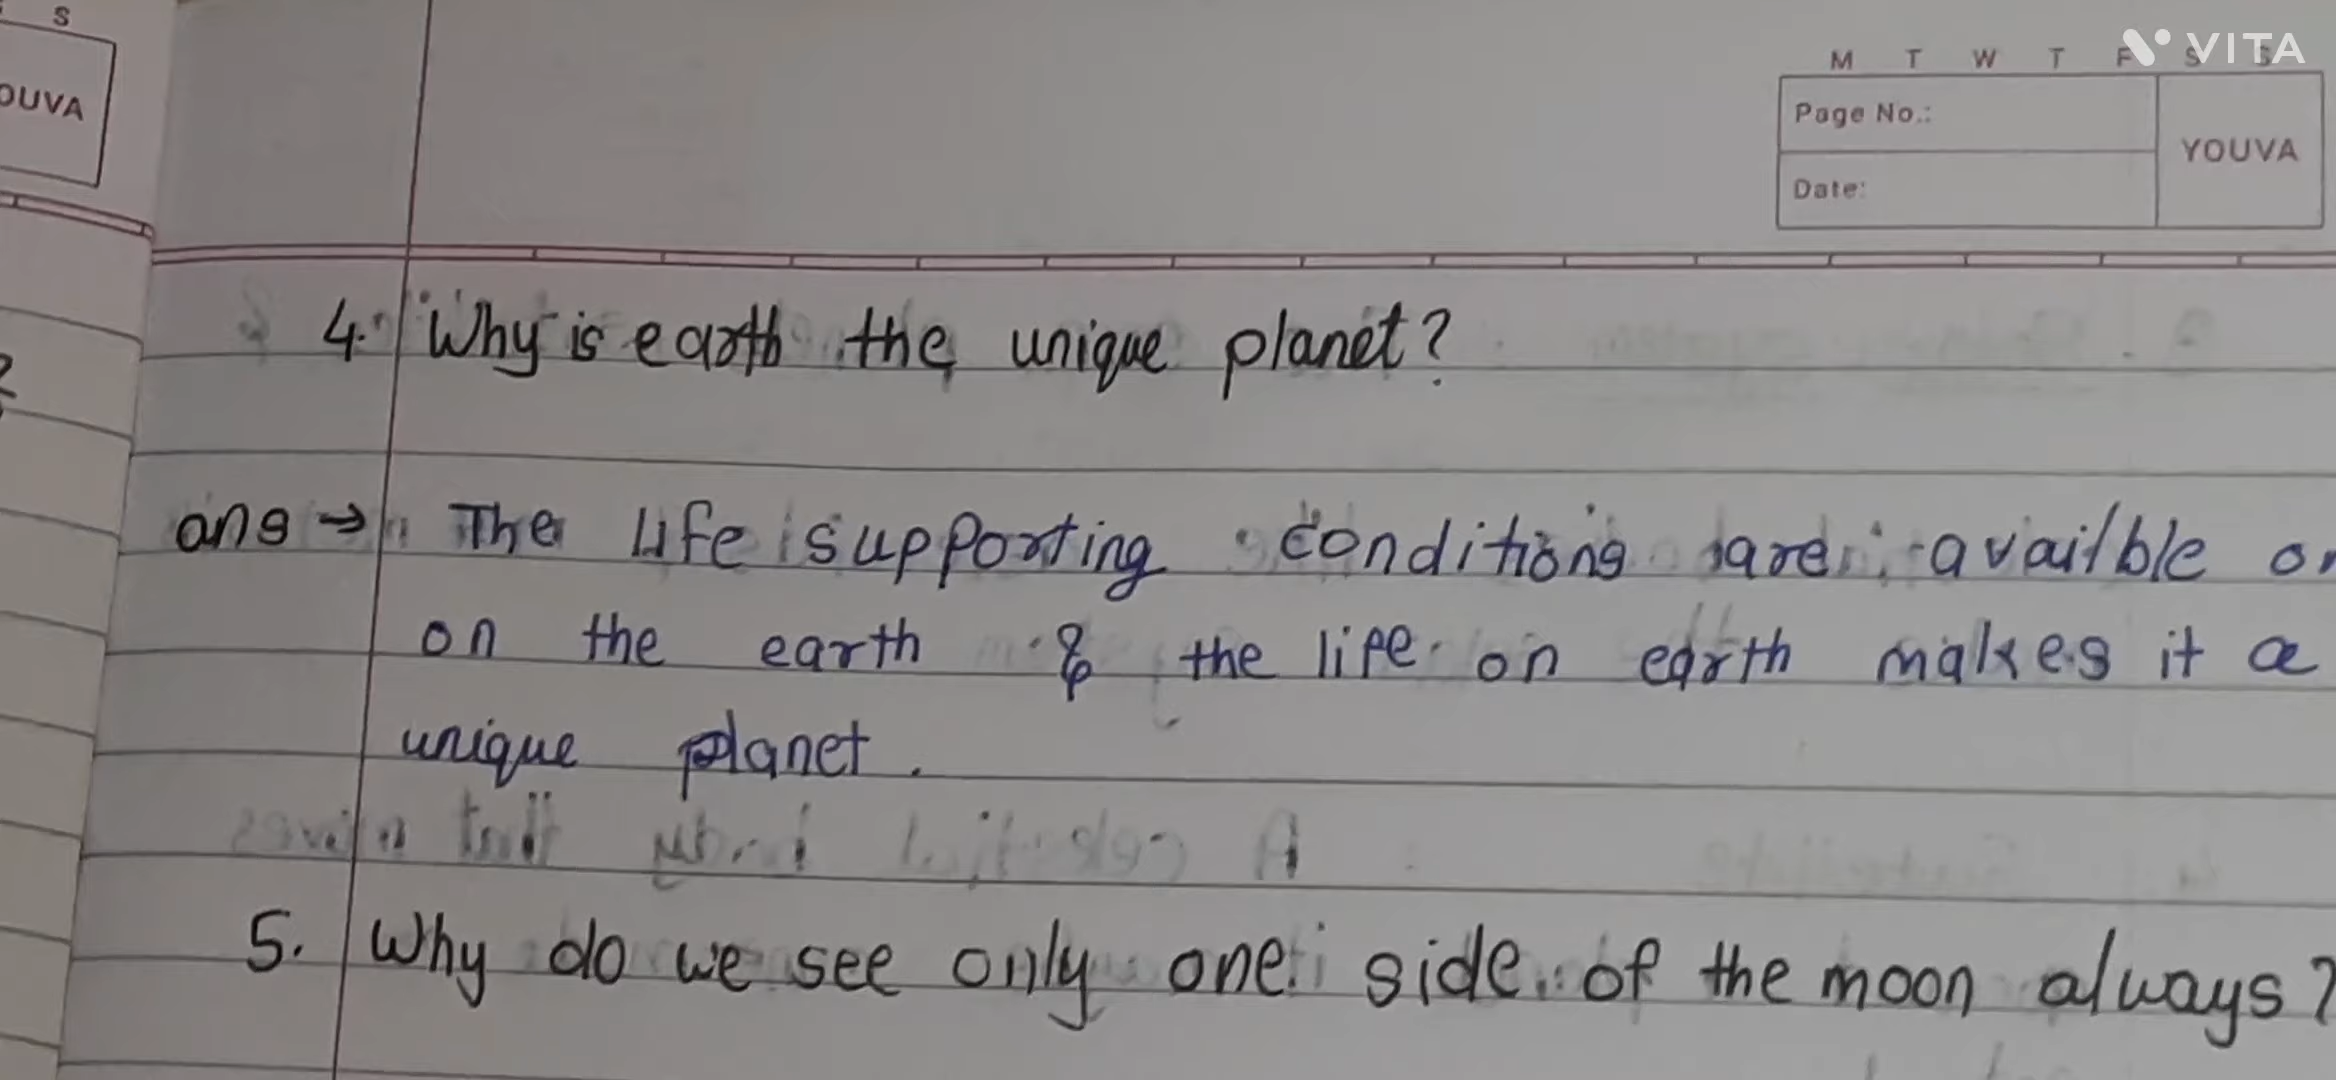 S
OUVA
VITA
M T W T F S S
Page No.:
YOUVA
Date:
4. Why is earth the unique planet?
ans → The life supporting conditions are availble on
on the earth & the life on earth makes it a
unique planet.
5. Why do we see only one side of the moon always?